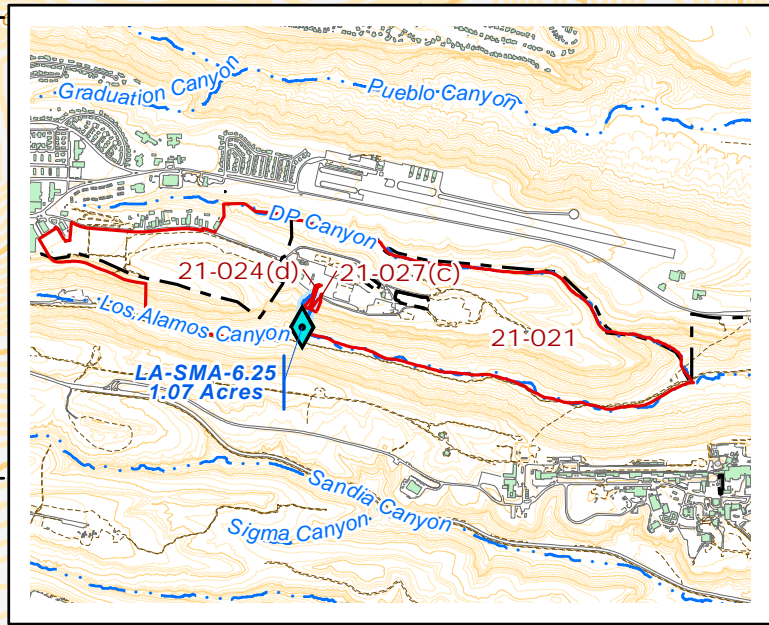 Graduation Canyon
Pueblo Canyon
DP Canyon
21-024(d)
21-027(c)
Los Alamos Canyon
21-021
LA-SMA-6.25
1.07 Acres
Sandia Canyon
Sigma Canyon